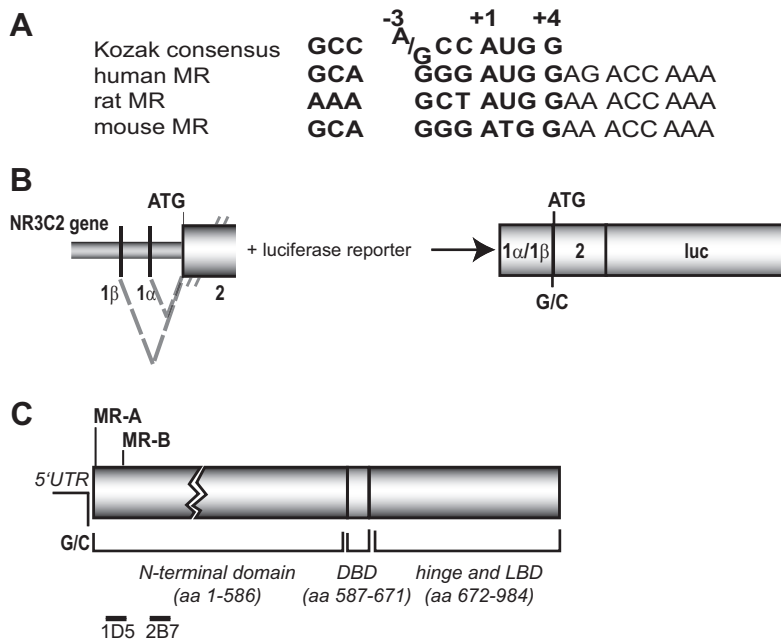 A
-3 +1 +4
Kozak consensus GCC A/GCC AUG G
human MR GCA GGG AUG GAG ACC AAA
rat MR AAA GCT AUG GAA ACC AAA
mouse MR GCA GGG ATG GAA ACC AAA
B
ATG
NR3C2 gene
1β 1α 2
+ luciferase reporter
ATG
1α/1β 2 luc
G/C
C
MR-A
MR-B
5'UTR
G/C
N-terminal domain (aa 1-586)
DBD (aa 587-671)
hinge and LBD (aa 672-984)
1D5 2B7